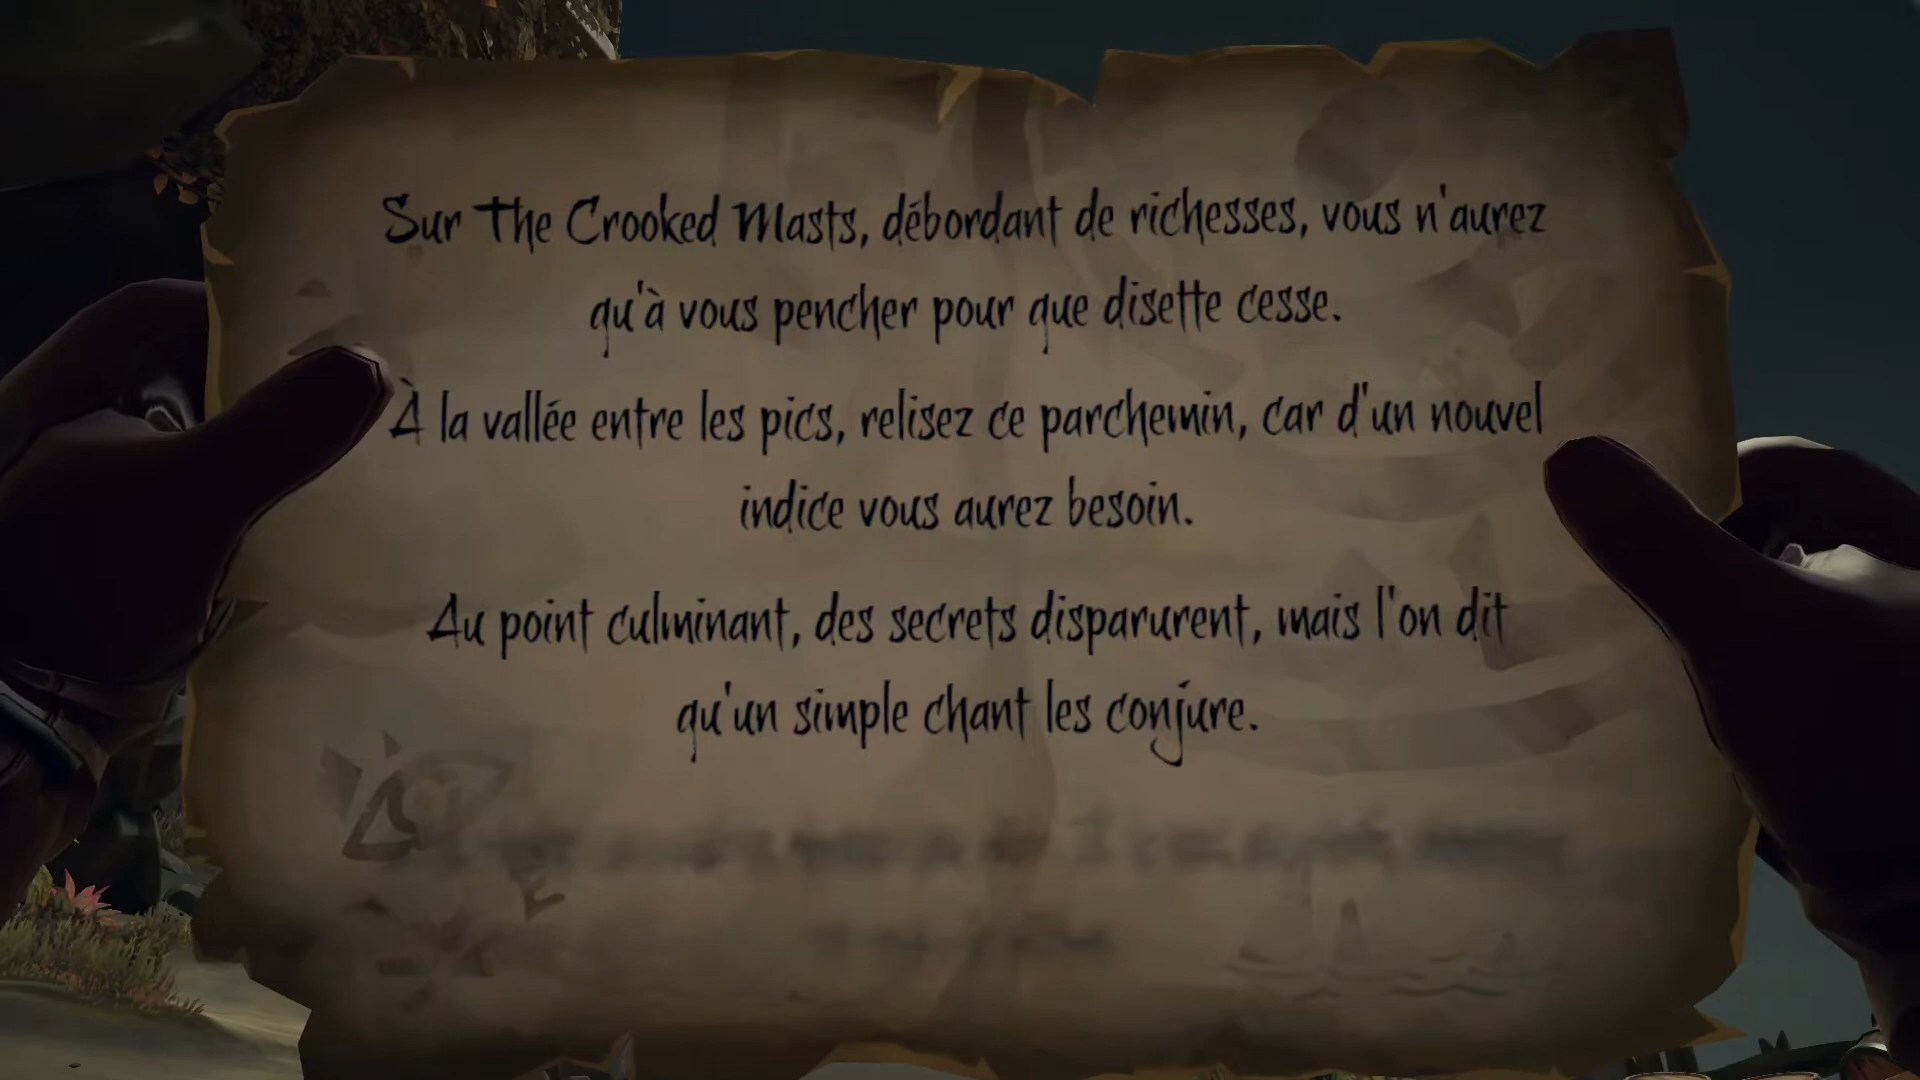 Sur The Crooked Masts, débordant de richesses, vous n'aurez
qu'à vous pencher pour que disette cesse.
À la vallée entre les pics, relisez ce parchemin, car d'un nouvel
indice vous aurez besoin.
Au point culminant, des secrets disparurent, mais l'on dit
qu'un simple chant les conjure.